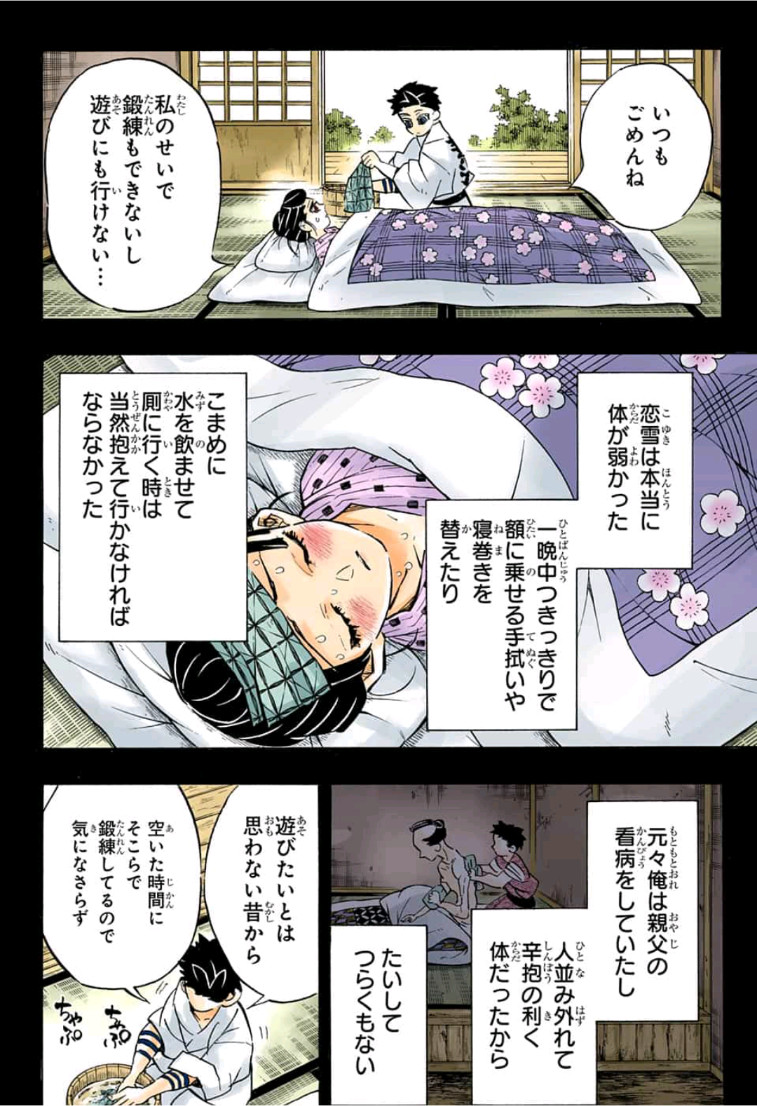 いつも
ごめんね
私のせいで
鍛練もできないし
遊びにも行けない…
恋雪は本当に
体が弱かった
一晩中つきっきりで
額に乗せる手拭いや
寝巻きを
替えたり
こまめに
水を飲ませて
厠に行く時は
当然抱えて行かなければ
ならなかった
元々俺は親父の
看病をしていたし
人並み外れて
辛抱の利く
体だったから
たいして
つらくもない
遊びたいとは
思わない昔から
空いた時間に
そこらで
鍛練してるので
気になさらず
ちゃぷ
ちゃぷ